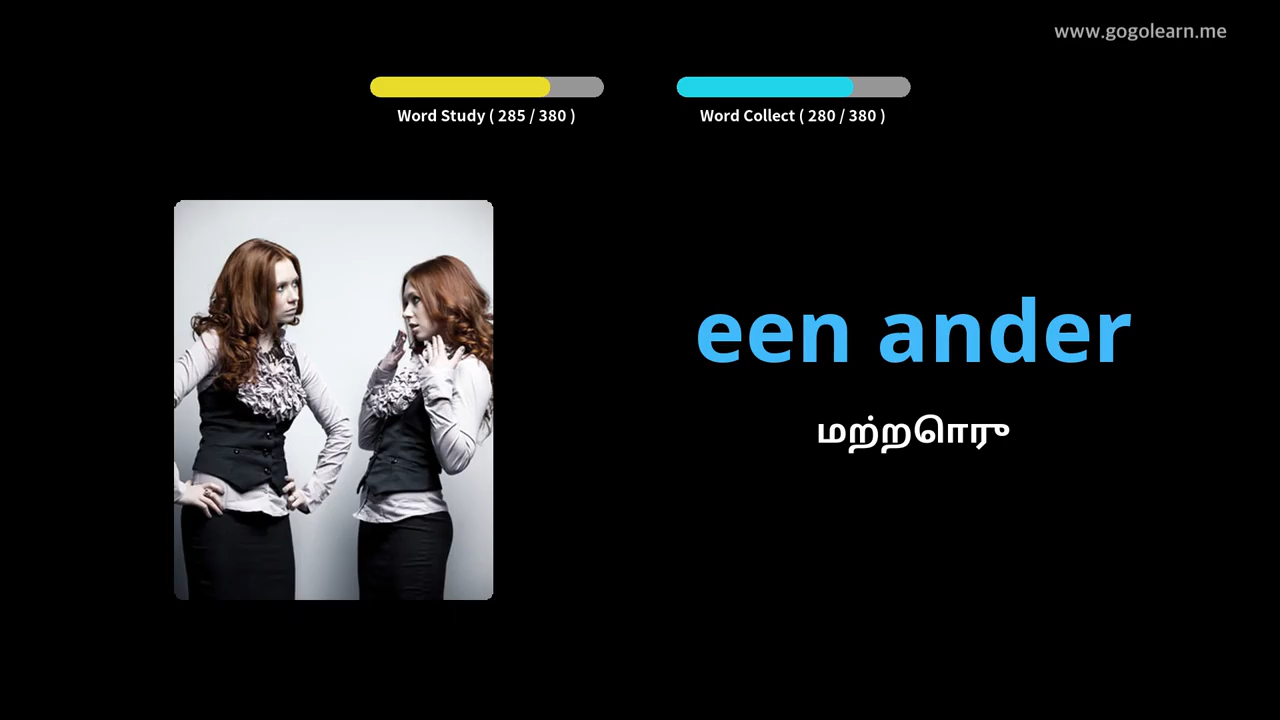 www.gogolearn.me
Word Study ( 285 / 380 )
Word Collect ( 280 / 380 )
een ander
மற்றொரு